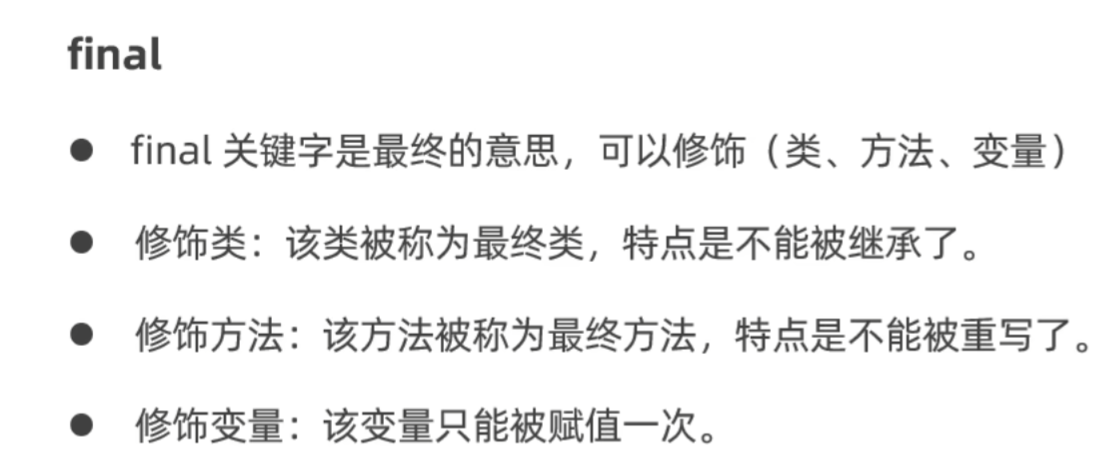 final
● final 关键字是最终的意思，可以修饰（类、方法、变量）
● 修饰类：该类被称为最终类，特点是不能被继承了。
● 修饰方法：该方法被称为最终方法，特点是不能被重写了。
● 修饰变量：该变量只能被赋值一次。